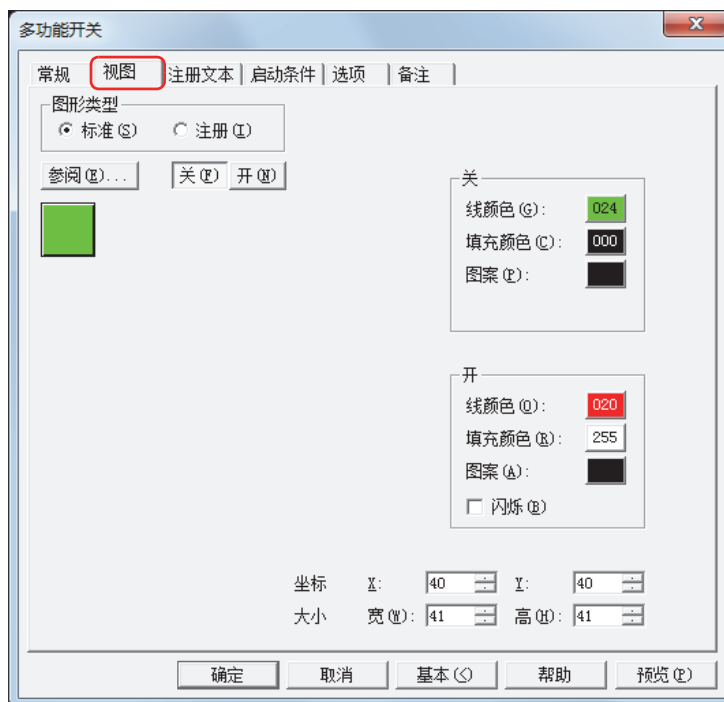 多功能开关
常规 视图 注册文本 启动条件 选项 备注
图形类型
标准(S) 注册(I)
参阅(E)... 关(F) 开(N)
关
线颜色(G): 024
填充颜色(C): 000
图案(P):
开
线颜色(O): 020
填充颜色(R): 255
图案(A):
闪烁(B)
坐标 X: 40 Y: 40
大小 宽(W): 41 高(H): 41
确定 取消 基本(<) 帮助 预览(P)